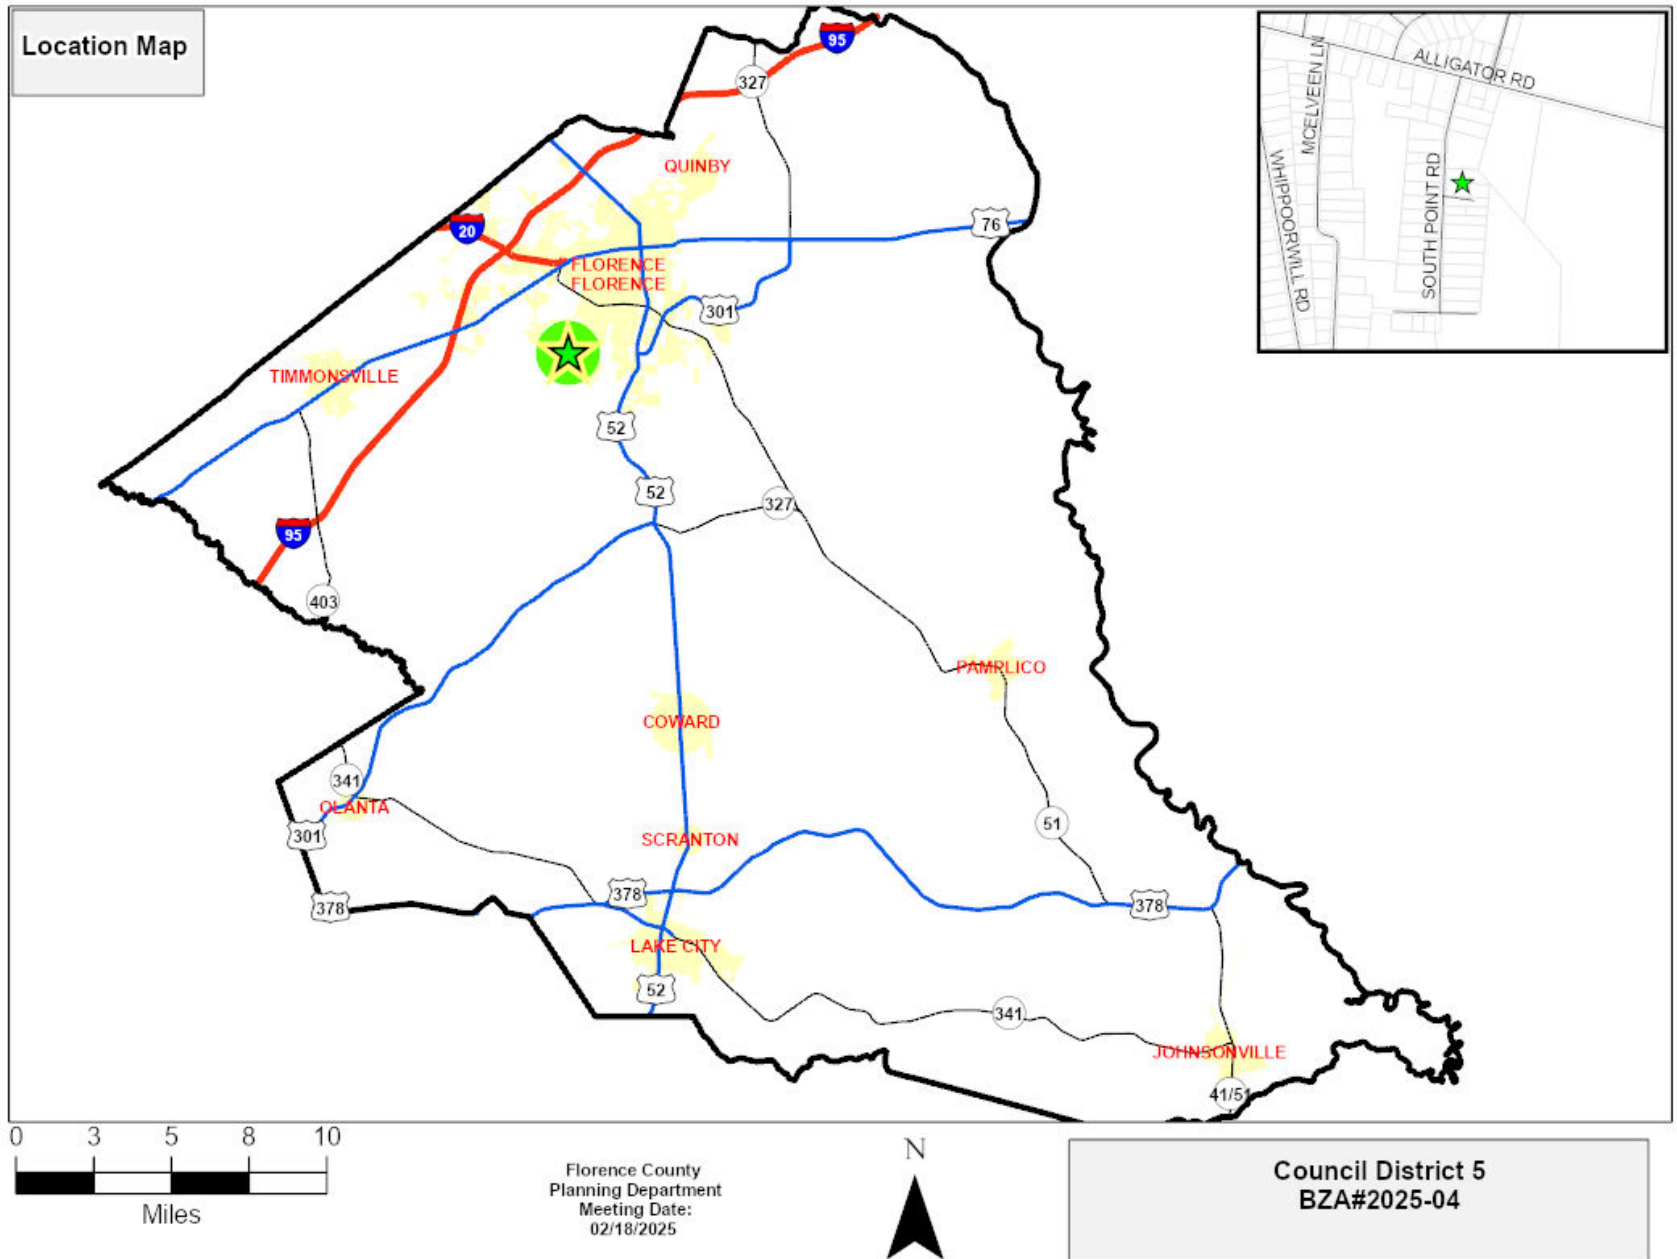 Location Map
95
327
ALLIGATOR RD
MCELVEEN LN
WHIPPOORWILL RD
SOUTH POINT RD
QUINBY
20
76
FLORENCE
FLORENCE
301
TIMMONSVILLE
52
52
327
95
403
PAMPLICO
COWARD
341
OLANTA
301
51
SCRANTON
378
378
378
LAKE CITY
52
341
JOHNSONVILLE
41/51
0 3 5 8 10
Miles
Florence County
Planning Department
Meeting Date:
02/18/2025
N
Council District 5
BZA#2025-04